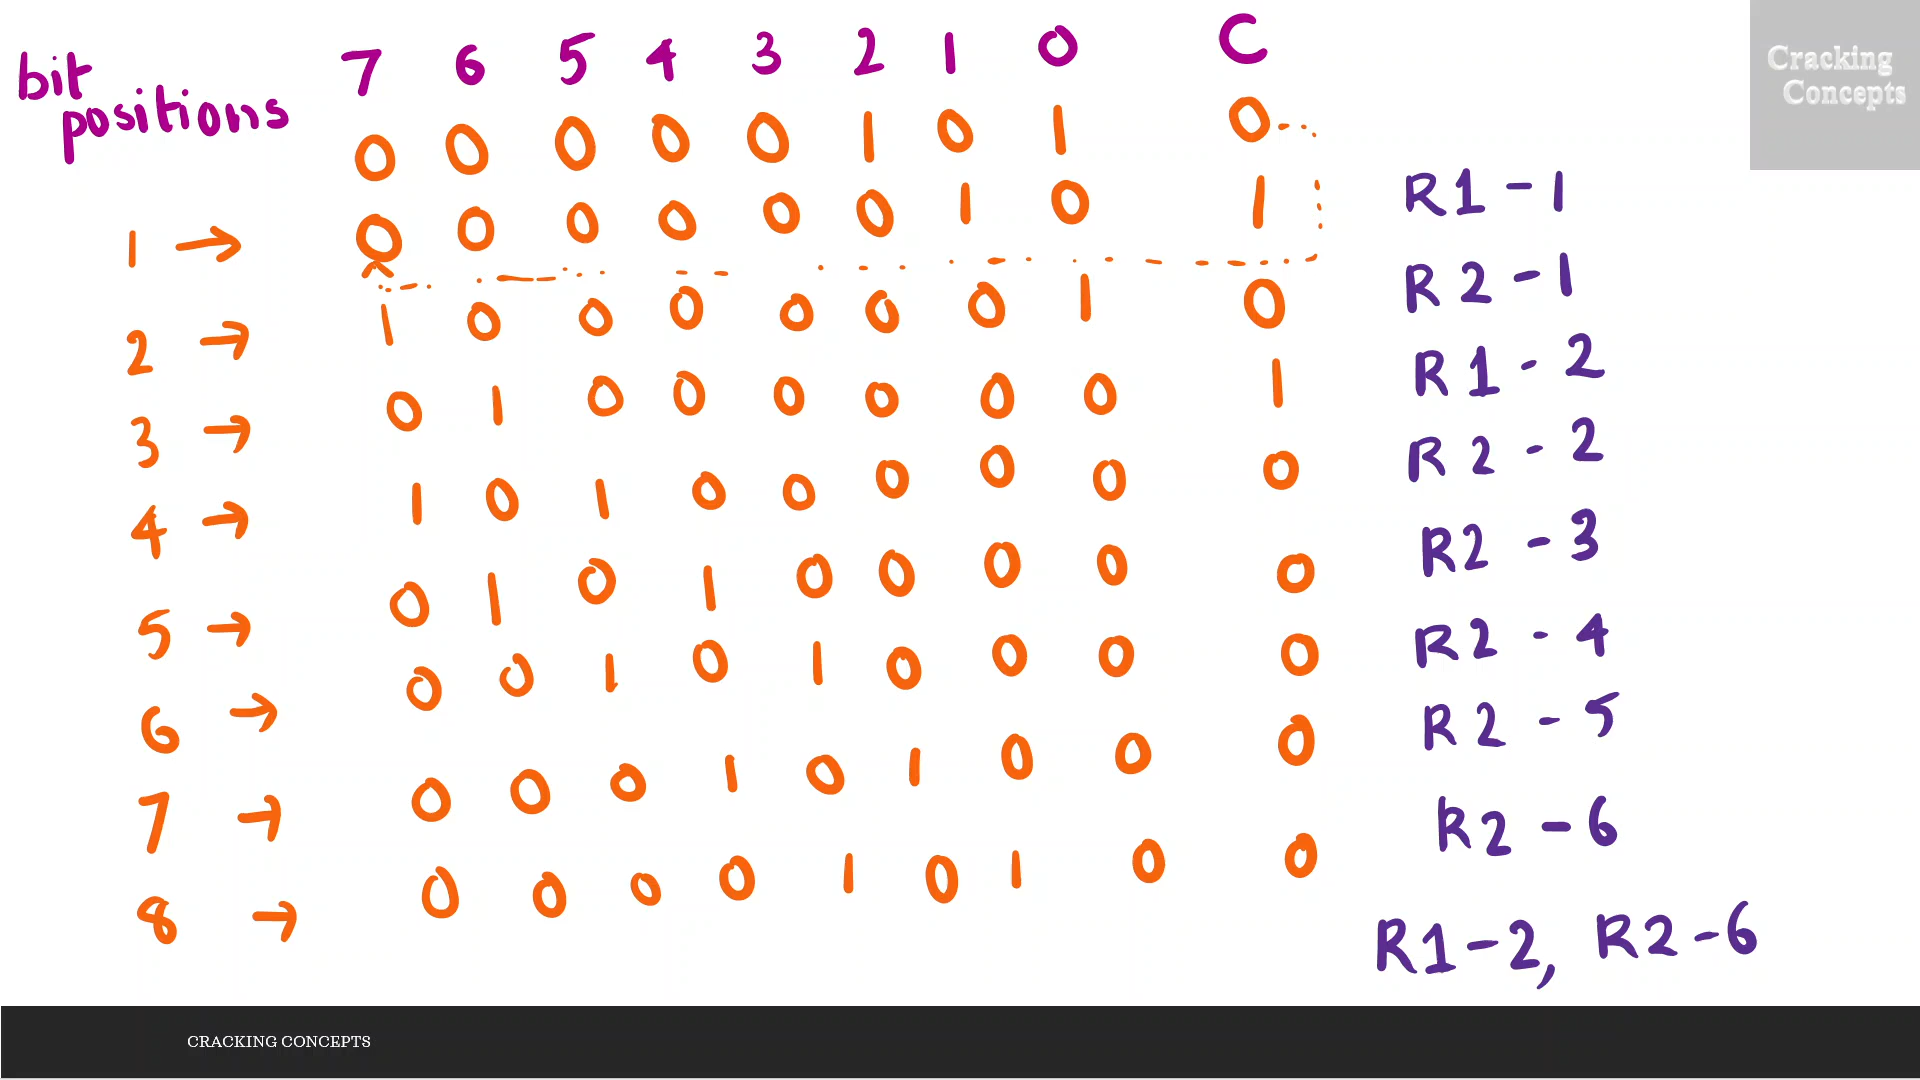 bit positions 7 6 5 4 3 2 1 0 C
0 0 0 0 0 1 0 1 0
1 → 0 0 0 0 0 0 1 0 1 R1-1
2 → 1 0 0 0 0 0 0 1 0 R2-1
3 → 0 1 0 0 0 0 0 0 1 R1-2
4 → 1 0 1 0 0 0 0 0 0 R2-2
5 → 0 1 0 1 0 0 0 0 0 R2-3
6 → 0 0 1 0 1 0 0 0 0 R2-4
7 → 0 0 0 1 0 1 0 0 0 R2-5
8 → 0 0 0 0 1 0 1 0 0 R2-6
R1-2, R2-6
Cracking
Concepts
CRACKING CONCEPTS